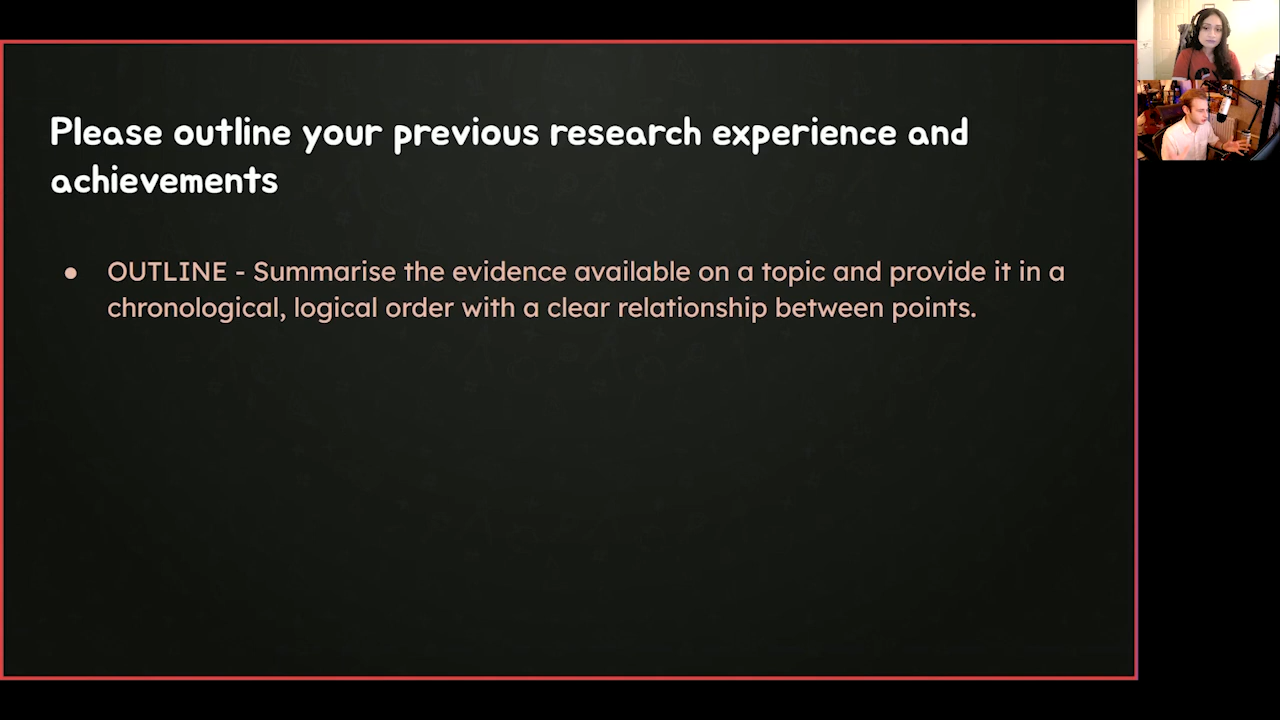 Please outline your previous research experience and
achievements
● OUTLINE - Summarise the evidence available on a topic and provide it in a
chronological, logical order with a clear relationship between points.